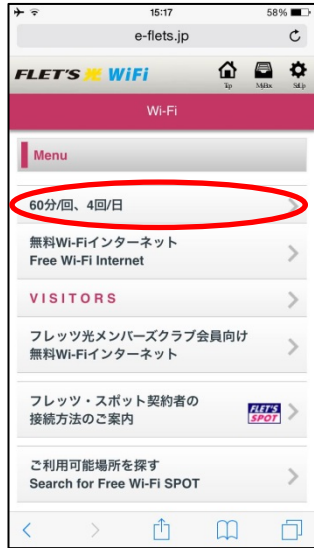 15:17
58%
e-flets.jp
FLET'S 光 WiFi
Top
MyBox
SetUp
Wi-Fi
Menu
60分/回、4回/日
無料Wi-Fiインターネット
Free Wi-Fi Internet
VISITORS
フレッツ光メンバーズクラブ会員向け
無料Wi-Fiインターネット
フレッツ・スポット契約者の
接続方法のご案内
FLET'S
SPOT
ご利用可能場所を探す
Search for Free Wi-Fi SPOT